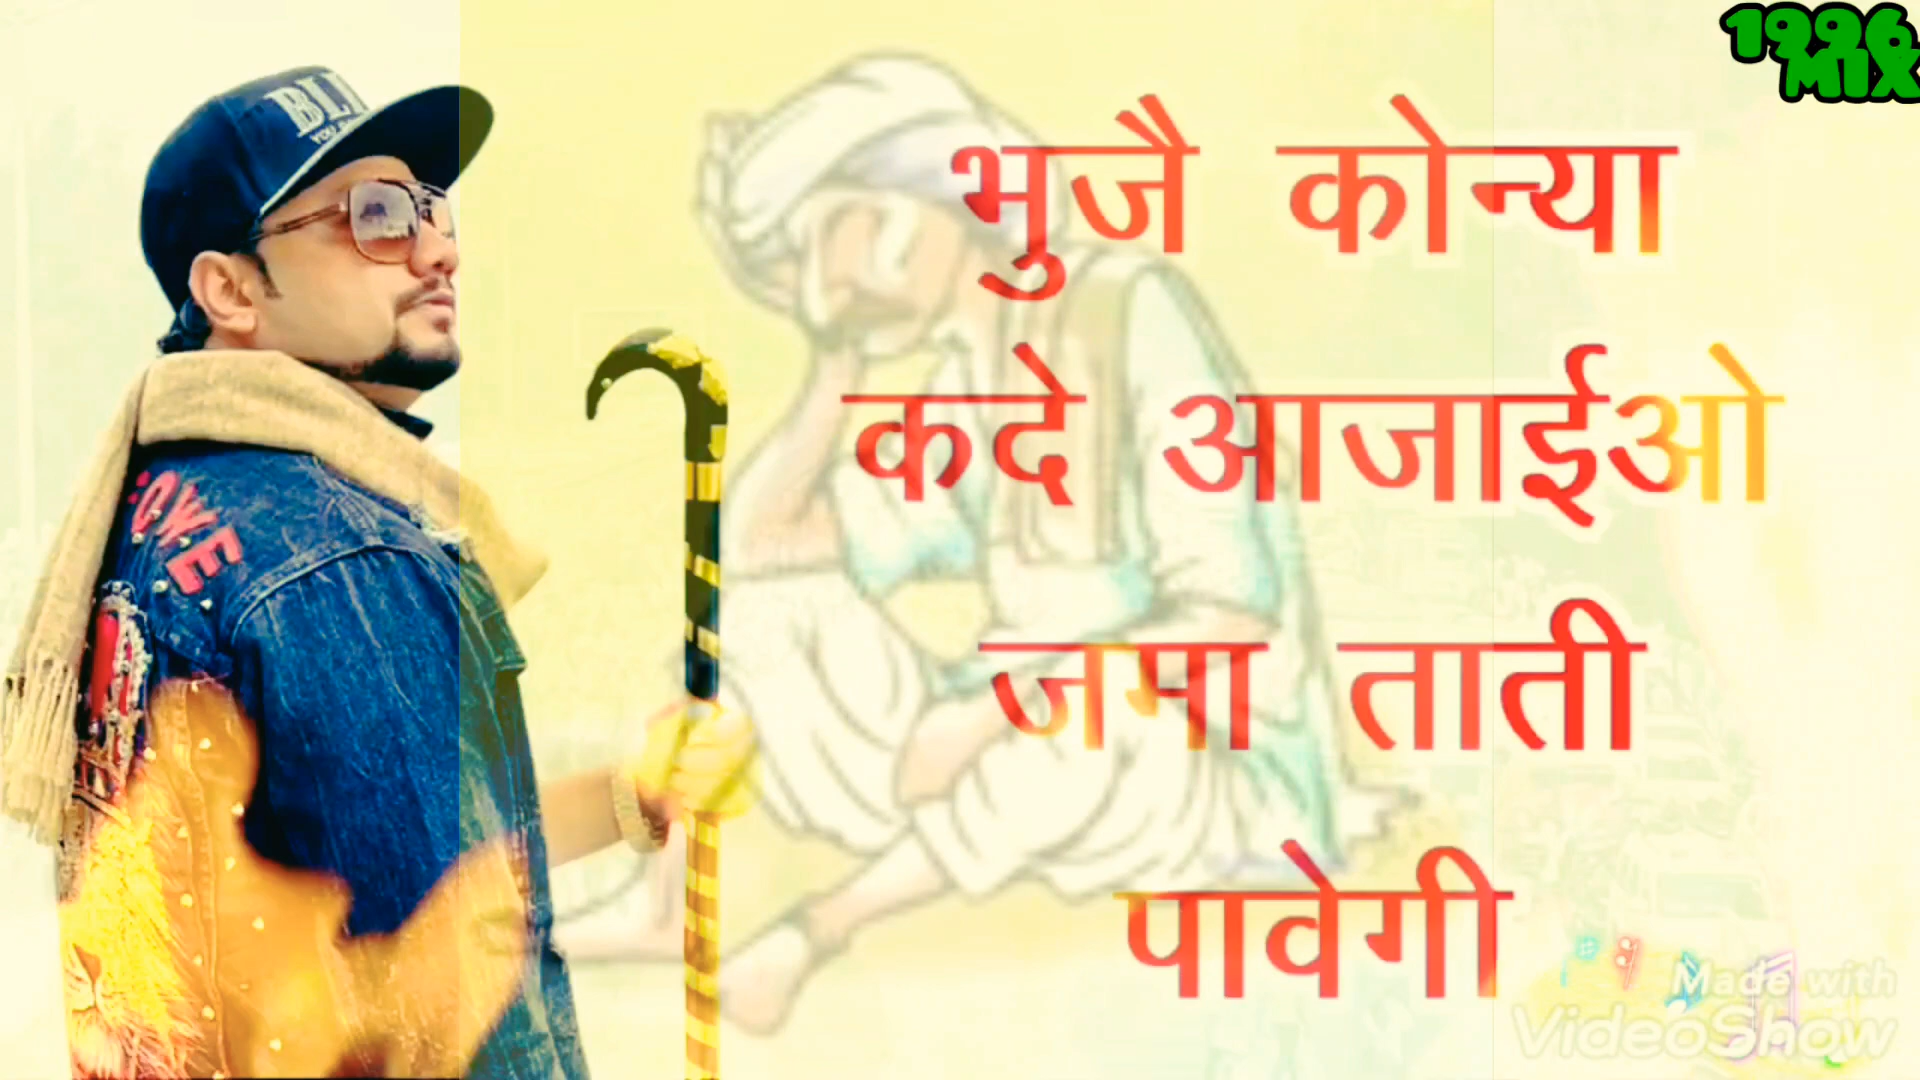 1996
MIX
भुजै कोन्या
कदे आजाईओ
जमा ताती
पावेगी
Made with
VideoShow